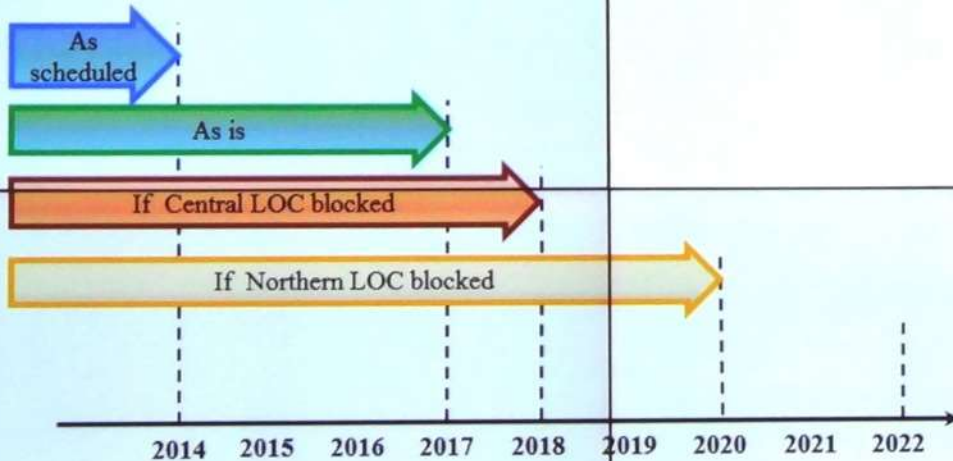 As
scheduled
As is
If Central LOC blocked
If Northern LOC blocked
2014 2015 2016 2017 2018 2019 2020 2021 2022